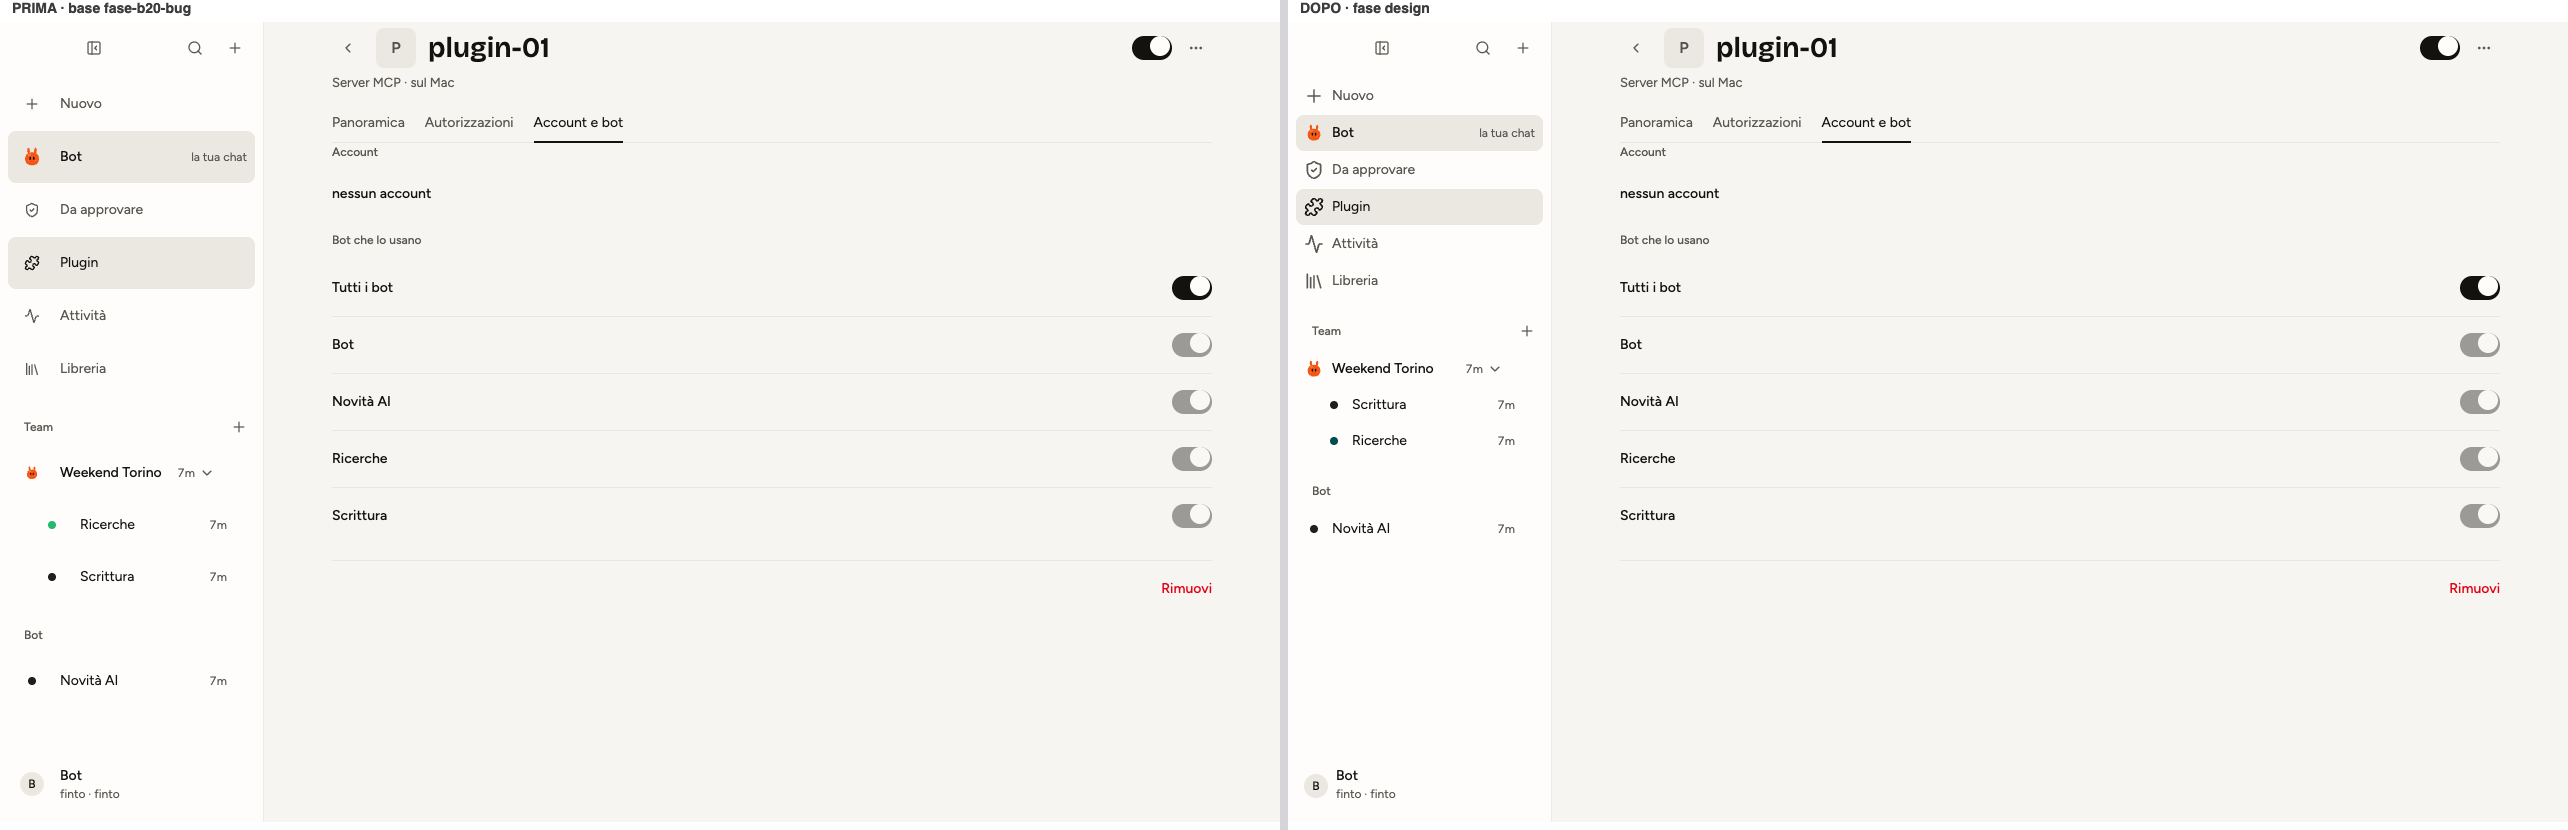 PRIMA · base fase-b20-bug
Nuovo
Bot la tua chat
Da approvare
Plugin
Attività
Libreria
Team
Weekend Torino 7m
Ricerche 7m
Scrittura 7m
Bot
Novità AI 7m
B Bot
finto · finto
P plugin-01
Server MCP · sul Mac
Panoramica Autorizzazioni Account e bot
Account
nessun account
Bot che lo usano
Tutti i bot
Bot
Novità AI
Ricerche
Scrittura
Rimuovi
DOPO · fase design
Nuovo
Bot la tua chat
Da approvare
Plugin
Attività
Libreria
Team
Weekend Torino 7m
Scrittura 7m
Ricerche 7m
Bot
Novità AI 7m
B Bot
finto · finto
P plugin-01
Server MCP · sul Mac
Panoramica Autorizzazioni Account e bot
Account
nessun account
Bot che lo usano
Tutti i bot
Bot
Novità AI
Ricerche
Scrittura
Rimuovi